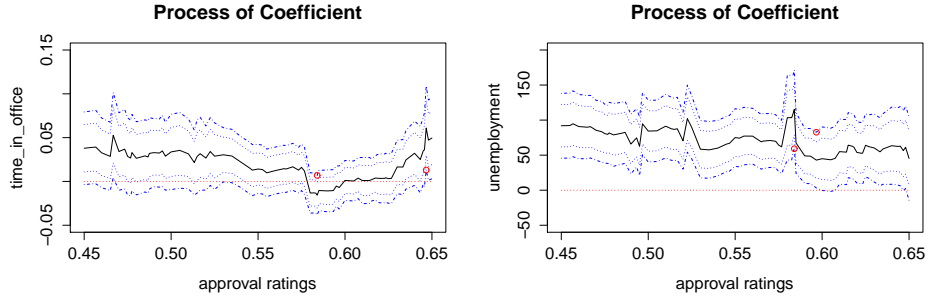 Process of Coefficient
time_in_office
0.15
0.05
−0.05
0.45 0.50 0.55 0.60 0.65
approval ratings
Process of Coefficient
unemployment
150
50
0
−50
0.45 0.50 0.55 0.60 0.65
approval ratings